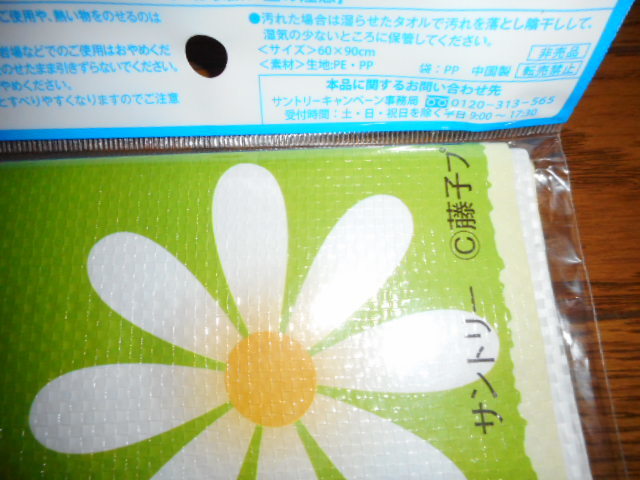 ご使用や、熱い物をのせるのは
場などでのご使用はおやめくだ
のせたまま引きずらないでください。
やめください。
とすべりやすくなりますのでご注意
●汚れた場合は湿らせたタオルで汚れを落とし陰干しして、
湿気の少ないところに保管してください。
<サイズ>60×90cm
<素材>生地:PE・PP
袋:PP 中国製
非売品
転売禁止
本品に関するお問い合わせ先
サントリーキャンペーン事務局 0120-313-565
受付時間:土・日・祝日を除く平日 9:00~17:30
サントリー ©藤子プ